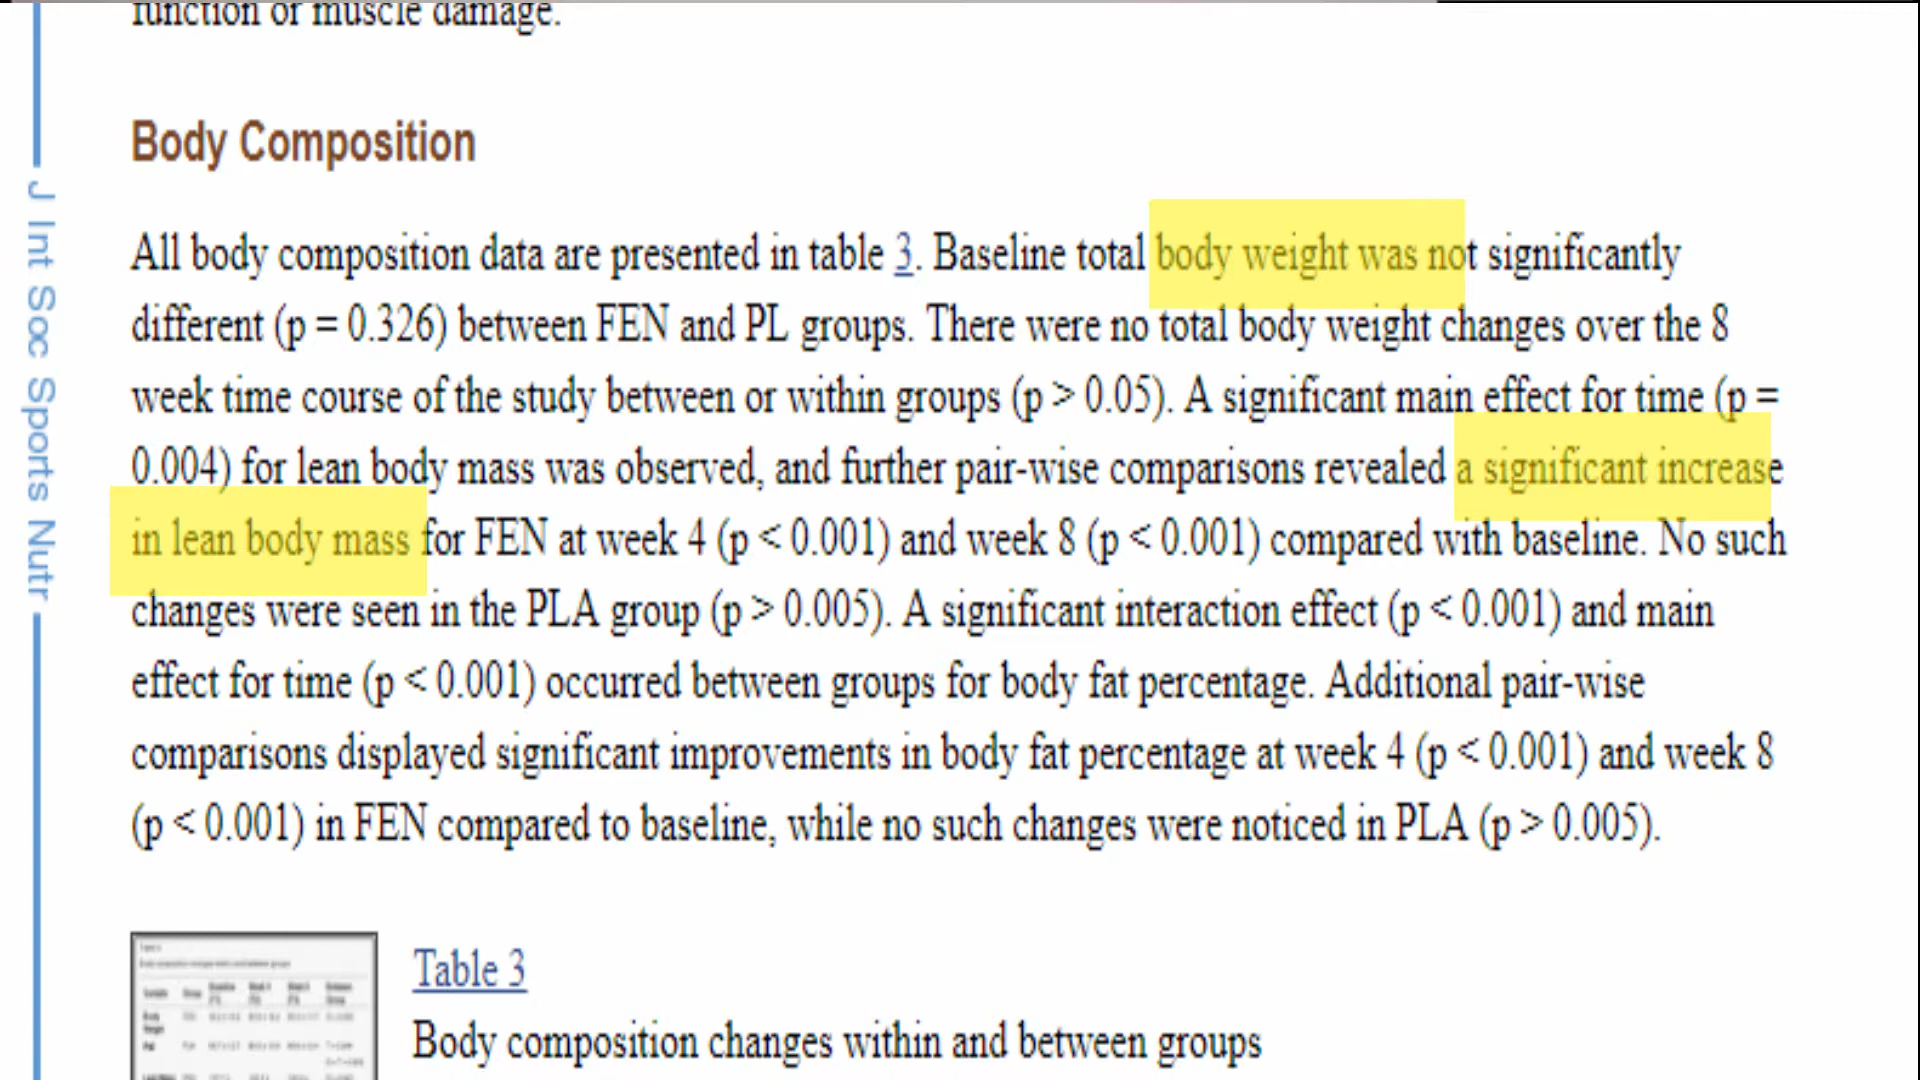 function or muscle damage.
Body Composition
All body composition data are presented in table 3. Baseline total body weight was not significantly
different (p = 0.326) between FEN and PL groups. There were no total body weight changes over the 8
week time course of the study between or within groups (p > 0.05). A significant main effect for time (p =
0.004) for lean body mass was observed, and further pair-wise comparisons revealed a significant increase
in lean body mass for FEN at week 4 (p < 0.001) and week 8 (p < 0.001) compared with baseline. No such
changes were seen in the PLA group (p > 0.005). A significant interaction effect (p < 0.001) and main
effect for time (p < 0.001) occurred between groups for body fat percentage. Additional pair-wise
comparisons displayed significant improvements in body fat percentage at week 4 (p < 0.001) and week 8
(p < 0.001) in FEN compared to baseline, while no such changes were noticed in PLA (p > 0.005).
Table 3
Body composition changes within and between groups
J Int Soc Sports Nutr